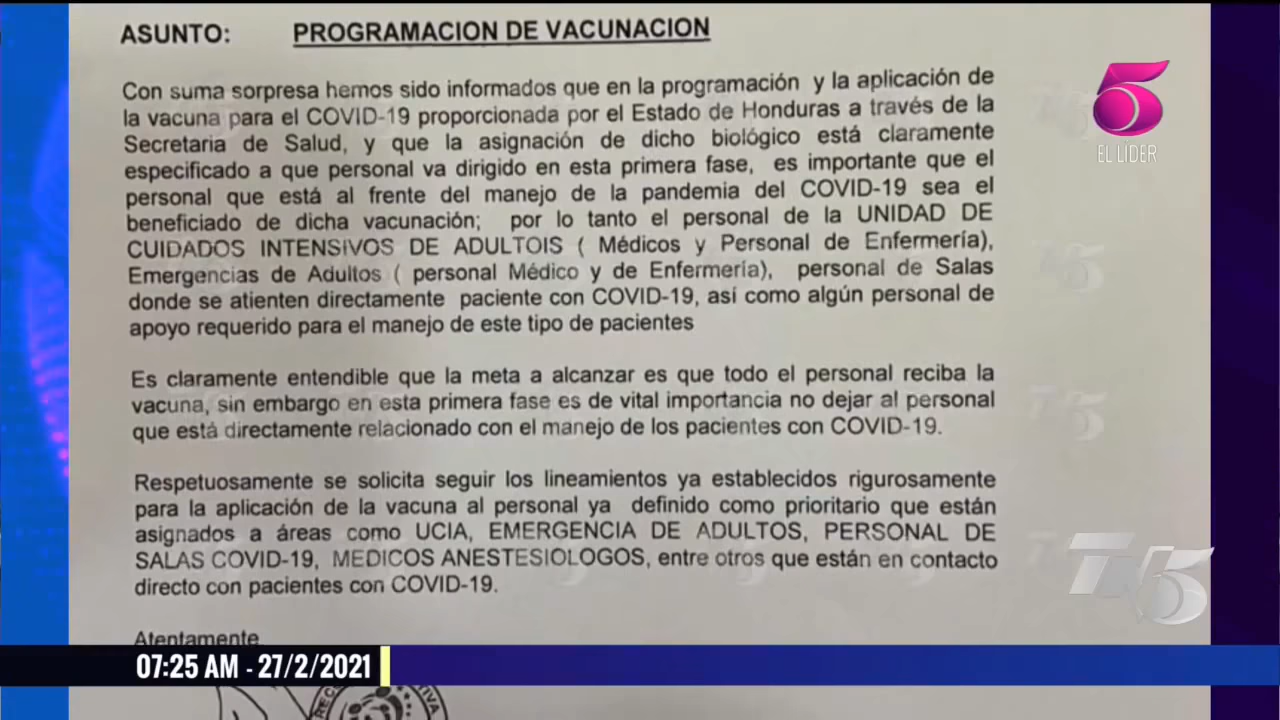 ASUNTO: PROGRAMACION DE VACUNACION
Con suma sorpresa hemos sido informados que en la programación y la aplicación de
la vacuna para el COVID-19 proporcionada por el Estado de Honduras a través de la
Secretaria de Salud, y que la asignación de dicho biológico está claramente
especificado a que personal va dirigido en esta primera fase, es importante que el
personal que está al frente del manejo de la pandemia del COVID-19 sea el
beneficiado de dicha vacunación; por lo tanto el personal de la UNIDAD DE
CUIDADOS INTENSIVOS DE ADULTOIS ( Médicos y Personal de Enfermería),
Emergencias de Adultos ( personal Médico y de Enfermería), personal de Salas
donde se atienten directamente paciente con COVID-19, así como algún personal de
apoyo requerido para el manejo de este tipo de pacientes
Es claramente entendible que la meta a alcanzar es que todo el personal reciba la
vacuna, sin embargo en esta primera fase es de vital importancia no dejar al personal
que está directamente relacionado con el manejo de los pacientes con COVID-19.
Respetuosamente se solicita seguir los lineamientos ya establecidos rigurosamente
para la aplicación de la vacuna al personal ya definido como prioritario que están
asignados a áreas como UCIA, EMERGENCIA DE ADULTOS, PERSONAL DE
SALAS COVID-19, MEDICOS ANESTESIOLOGOS, entre otros que están en contacto
directo con pacientes con COVID-19.
Atentamente
5
EL LÍDER
TN5
07:25 AM - 27/2/2021